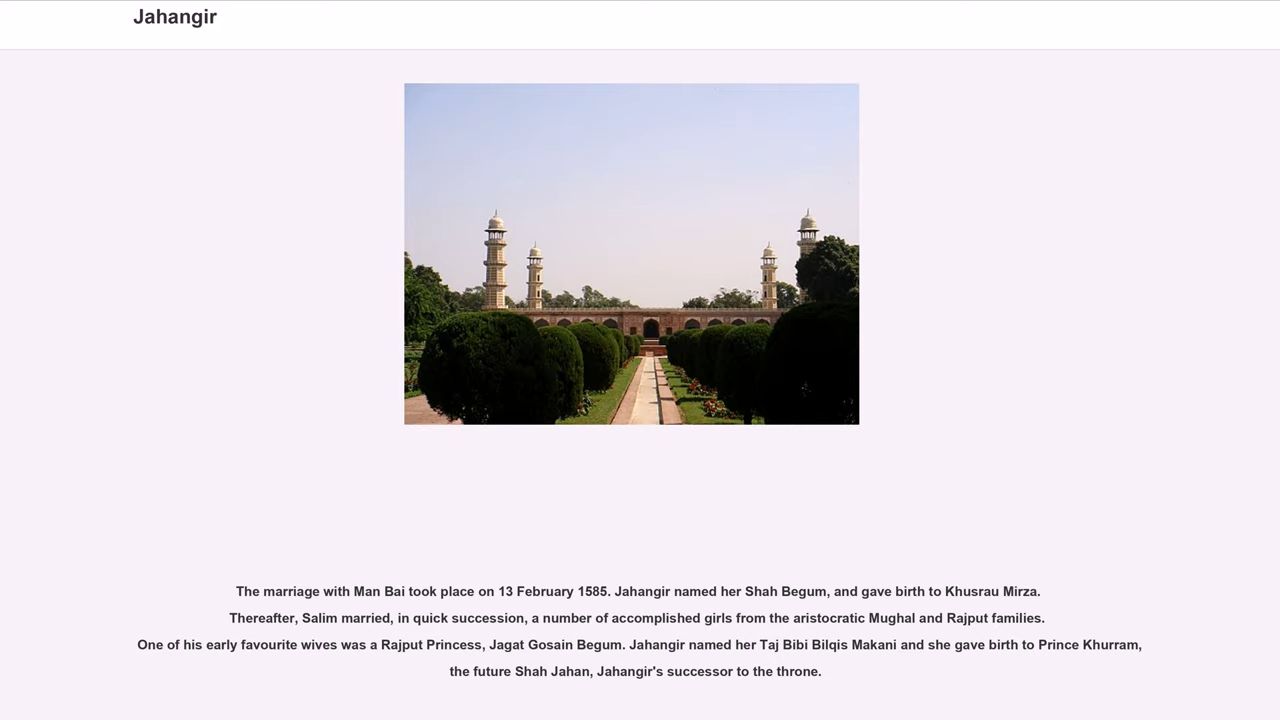 Jahangir
The marriage with Man Bai took place on 13 February 1585. Jahangir named her Shah Begum, and gave birth to Khusrau Mirza.
Thereafter, Salim married, in quick succession, a number of accomplished girls from the aristocratic Mughal and Rajput families.
One of his early favourite wives was a Rajput Princess, Jagat Gosain Begum. Jahangir named her Taj Bibi Bilqis Makani and she gave birth to Prince Khurram,
the future Shah Jahan, Jahangir's successor to the throne.